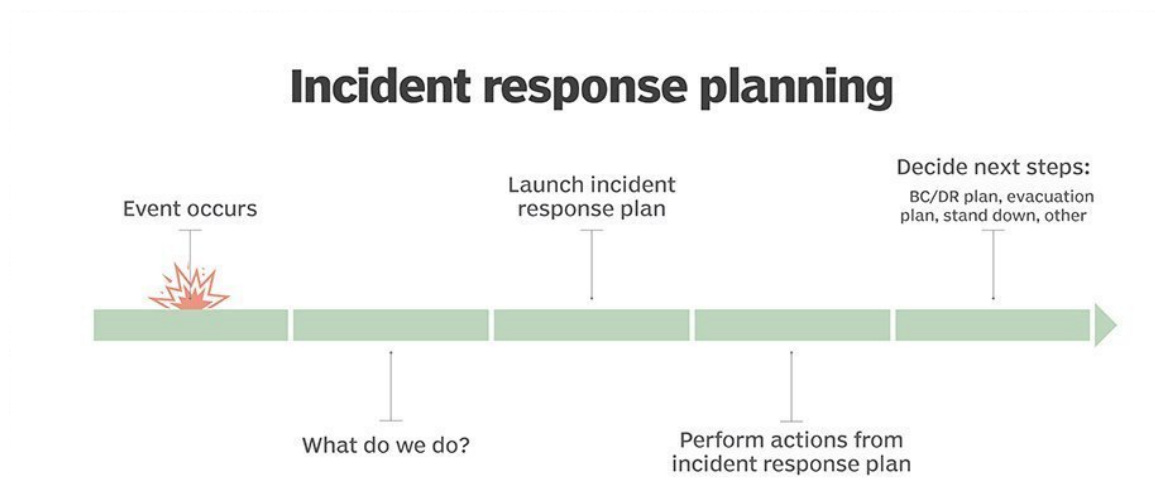 Incident response planning
Event occurs
What do we do?
Launch incident
response plan
Perform actions from
incident response plan
Decide next steps:
BC/DR plan, evacuation
plan, stand down, other